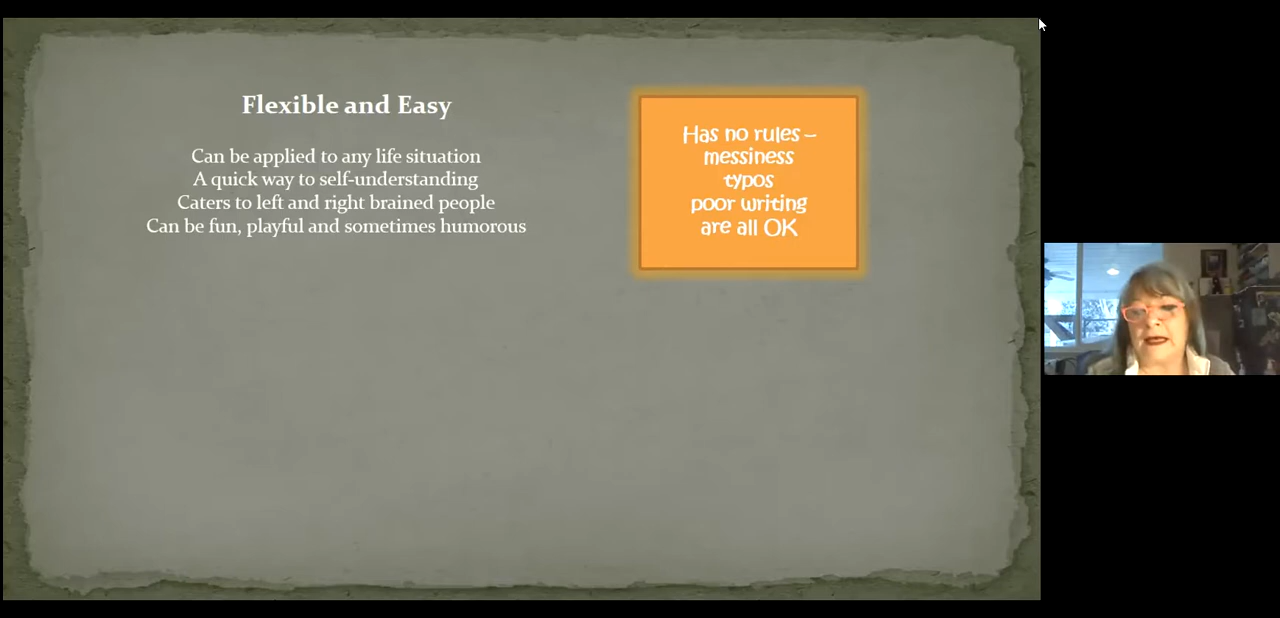 Flexible and Easy
Can be applied to any life situation
A quick way to self-understanding
Caters to left and right brained people
Can be fun, playful and sometimes humorous
Has no rules –
messiness
typos
poor writing
are all OK